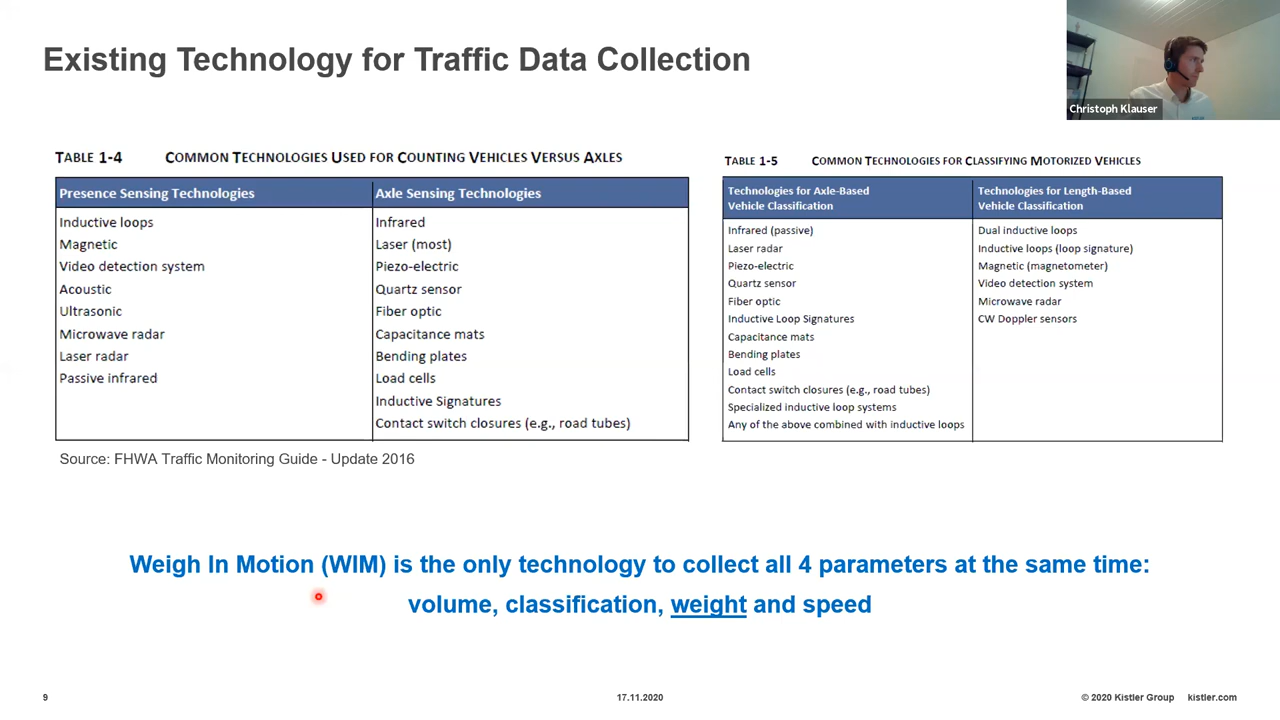 Existing Technology for Traffic Data Collection
Christoph Klauser
TABLE 1-4 COMMON TECHNOLOGIES USED FOR COUNTING VEHICLES VERSUS AXLES
Presence Sensing Technologies Axle Sensing Technologies
Inductive loops Infrared
Magnetic Laser (most)
Video detection system Piezo-electric
Acoustic Quartz sensor
Ultrasonic Fiber optic
Microwave radar Capacitance mats
Laser radar Bending plates
Passive infrared Load cells
Inductive Signatures
Contact switch closures (e.g., road tubes)
Source: FHWA Traffic Monitoring Guide - Update 2016
TABLE 1-5 COMMON TECHNOLOGIES FOR CLASSIFYING MOTORIZED VEHICLES
Technologies for Axle-Based Technologies for Length-Based
Vehicle Classification Vehicle Classification
Infrared (passive) Dual inductive loops
Laser radar Inductive loops (loop signature)
Piezo-electric Magnetic (magnetometer)
Quartz sensor Video detection system
Fiber optic Microwave radar
Inductive Loop Signatures CW Doppler sensors
Capacitance mats
Bending plates
Load cells
Contact switch closures (e.g., road tubes)
Specialized inductive loop systems
Any of the above combined with inductive loops
Weigh In Motion (WIM) is the only technology to collect all 4 parameters at the same time:
volume, classification, weight and speed
9 17.11.2020 © 2020 Kistler Group kistler.com